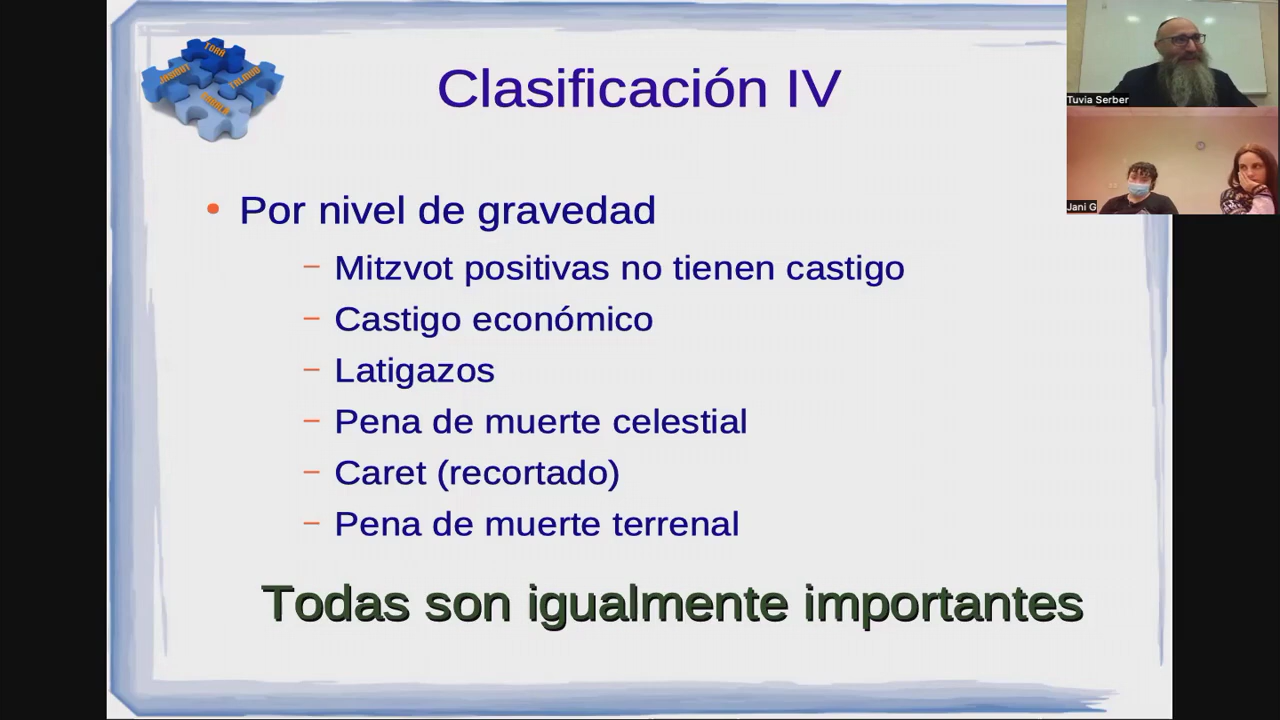 TORA
JASIDUT
TALMUD
Clasificación IV
Tuvia Serber
Jani G
• Por nivel de gravedad
– Mitzvot positivas no tienen castigo
– Castigo económico
– Latigazos
– Pena de muerte celestial
– Caret (recortado)
– Pena de muerte terrenal
Todas son igualmente importantes